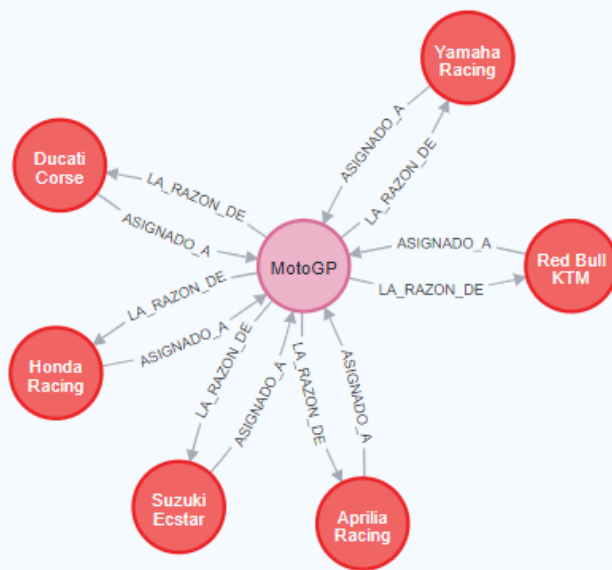 Yamaha
Racing
ASIGNADO_A
LA_RAZON_DE
Ducati
Corse
LA_RAZON_DE
ASIGNADO_A
MotoGP
ASIGNADO_A
LA_RAZON_DE
Red Bull
KTM
LA_RAZON_DE
ASIGNADO_A
Honda
Racing
LA_RAZON_DE
ASIGNADO_A
Suzuki
Ecstar
LA_RAZON_DE
ASIGNADO_A
Aprilia
Racing